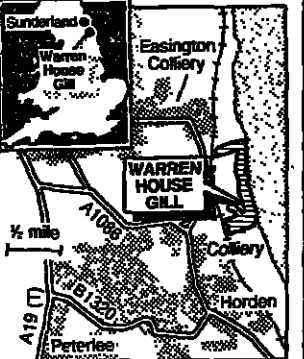 Sunderland
Warren
House
Gill
Easington
Colliery
WARREN
HOUSE
GILL
A1086
½ mile
Colliery
B1320
Horden
A19
Peterlee